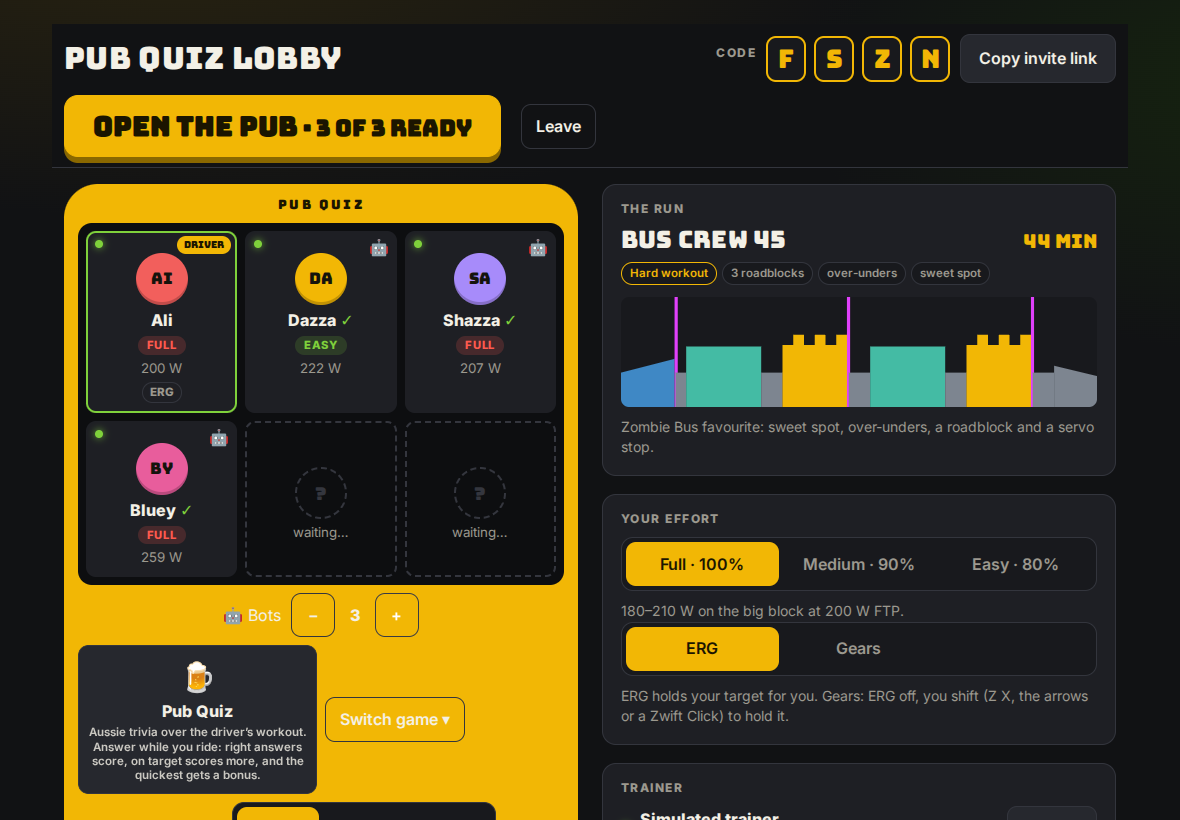 PUB QUIZ LOBBY
CODE F S Z N Copy invite link
OPEN THE PUB · 3 OF 3 READY
Leave
PUB QUIZ
DRIVER
AI
Ali
FULL
200 W
ERG
DA
Dazza ✓
EASY
222 W
SA
Shazza ✓
FULL
207 W
BY
Bluey ✓
FULL
259 W
?
waiting...
?
waiting...
🤖 Bots − 3 +
Pub Quiz
Aussie trivia over the driver's workout.
Answer while you ride: right answers
score, on target scores more, and the
quickest gets a bonus.
Switch game ▾
THE RUN
BUS CREW 45 44 MIN
Hard workout 3 roadblocks over-unders sweet spot
Zombie Bus favourite: sweet spot, over-unders, a roadblock and a servo
stop.
YOUR EFFORT
Full · 100% Medium · 90% Easy · 80%
180–210 W on the big block at 200 W FTP.
ERG Gears
ERG holds your target for you. Gears: ERG off, you shift (Z X, the arrows
or a Zwift Click) to hold it.
TRAINER
Simulated trainer